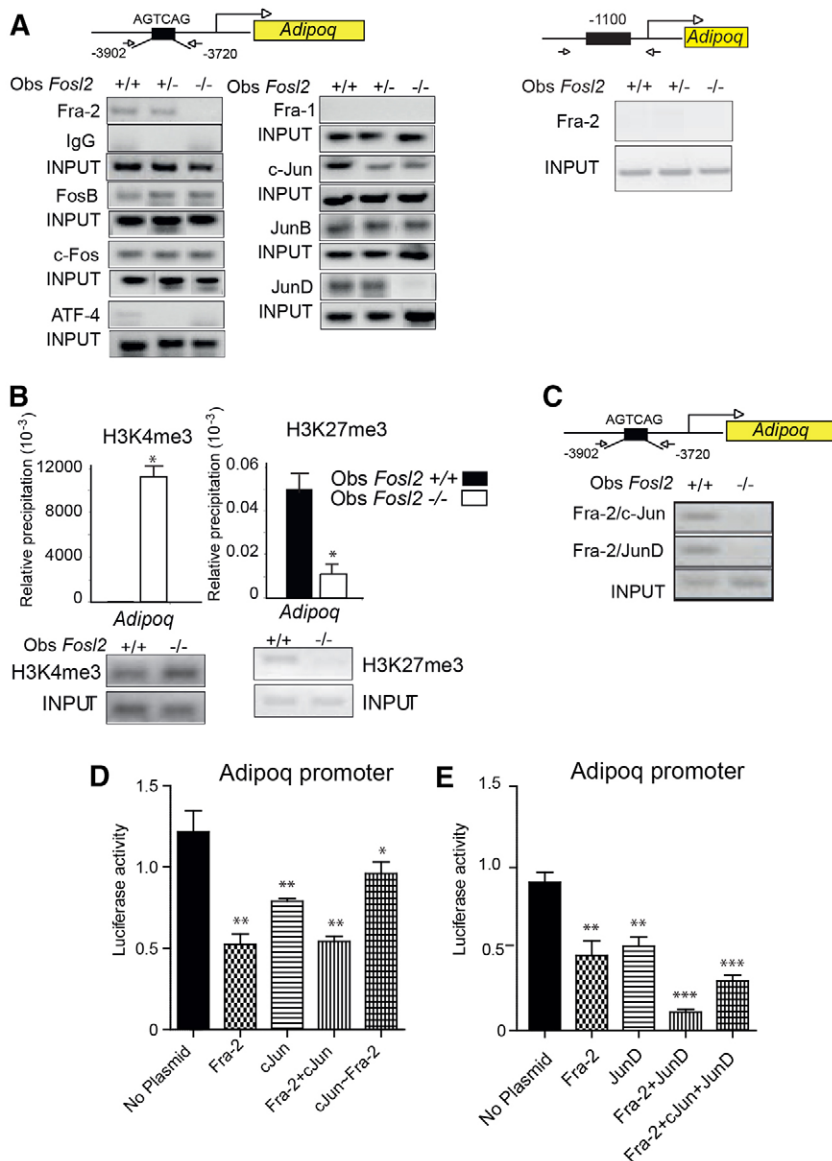 A
AGTCAG
-3902
-3720
Adipoq
Obs Fosl2 +/+ +/- -/-
Fra-2
IgG
INPUT
FosB
INPUT
c-Fos
INPUT
ATF-4
INPUT
Obs Fosl2 +/+ +/- -/-
Fra-1
INPUT
c-Jun
INPUT
JunB
INPUT
JunD
INPUT
-1100
Adipoq
Obs Fosl2 +/+ +/- -/-
Fra-2
INPUT
B
H3K4me3
Relative precipitation (10-3)
12000
8000
4000
0
*
Adipoq
H3K27me3
Relative precipitation (10-3)
0.06
0.04
0.02
0
*
Adipoq
Obs Fosl2 +/+
Obs Fosl2 -/-
Obs Fosl2 +/+ -/-
H3K4me3
INPUT
+/+ -/-
H3K27me3
INPUT
C
AGTCAG
-3902
-3720
Adipoq
Obs Fosl2 +/+ -/-
Fra-2/c-Jun
Fra-2/JunD
INPUT
D
Adipoq promoter
Luciferase activity
1.5
1.0
0.5
0
**
**
**
*
No Plasmid
Fra-2
cJun
Fra-2+cJun
cJun~Fra-2
E
Adipoq promoter
Luciferase activity
1.5
1.0
0.5
0
**
**
***
***
No Plasmid
Fra-2
JunD
Fra-2+JunD
Fra-2+cJun+JunD